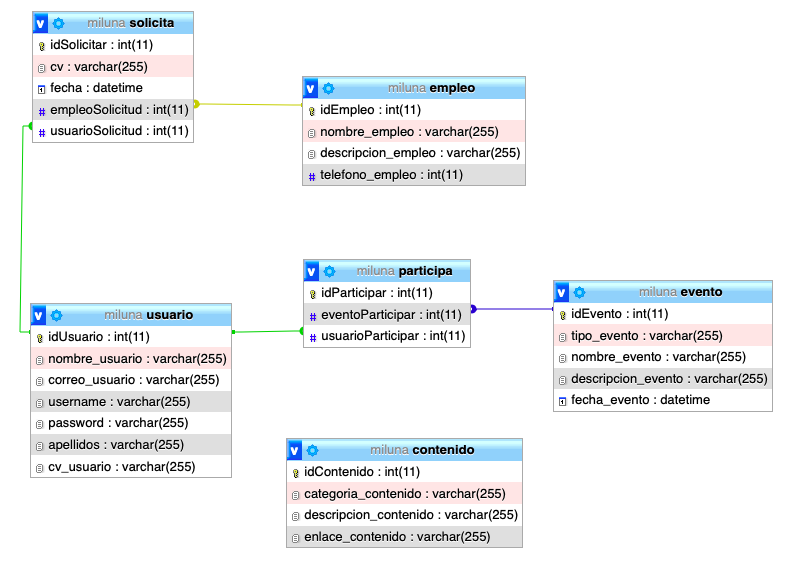 v miluna solicita
idSolicitar : int(11)
cv : varchar(255)
fecha : datetime
# empleoSolicitud : int(11)
# usuarioSolicitud : int(11)
v miluna empleo
idEmpleo : int(11)
nombre_empleo : varchar(255)
descripcion_empleo : varchar(255)
# telefono_empleo : int(11)
v miluna participa
idParticipar : int(11)
# eventoParticipar : int(11)
# usuarioParticipar : int(11)
v miluna evento
idEvento : int(11)
tipo_evento : varchar(255)
nombre_evento : varchar(255)
descripcion_evento : varchar(255)
fecha_evento : datetime
v miluna usuario
idUsuario : int(11)
nombre_usuario : varchar(255)
correo_usuario : varchar(255)
username : varchar(255)
password : varchar(255)
apellidos : varchar(255)
cv_usuario : varchar(255)
v miluna contenido
idContenido : int(11)
categoria_contenido : varchar(255)
descripcion_contenido : varchar(255)
enlace_contenido : varchar(255)